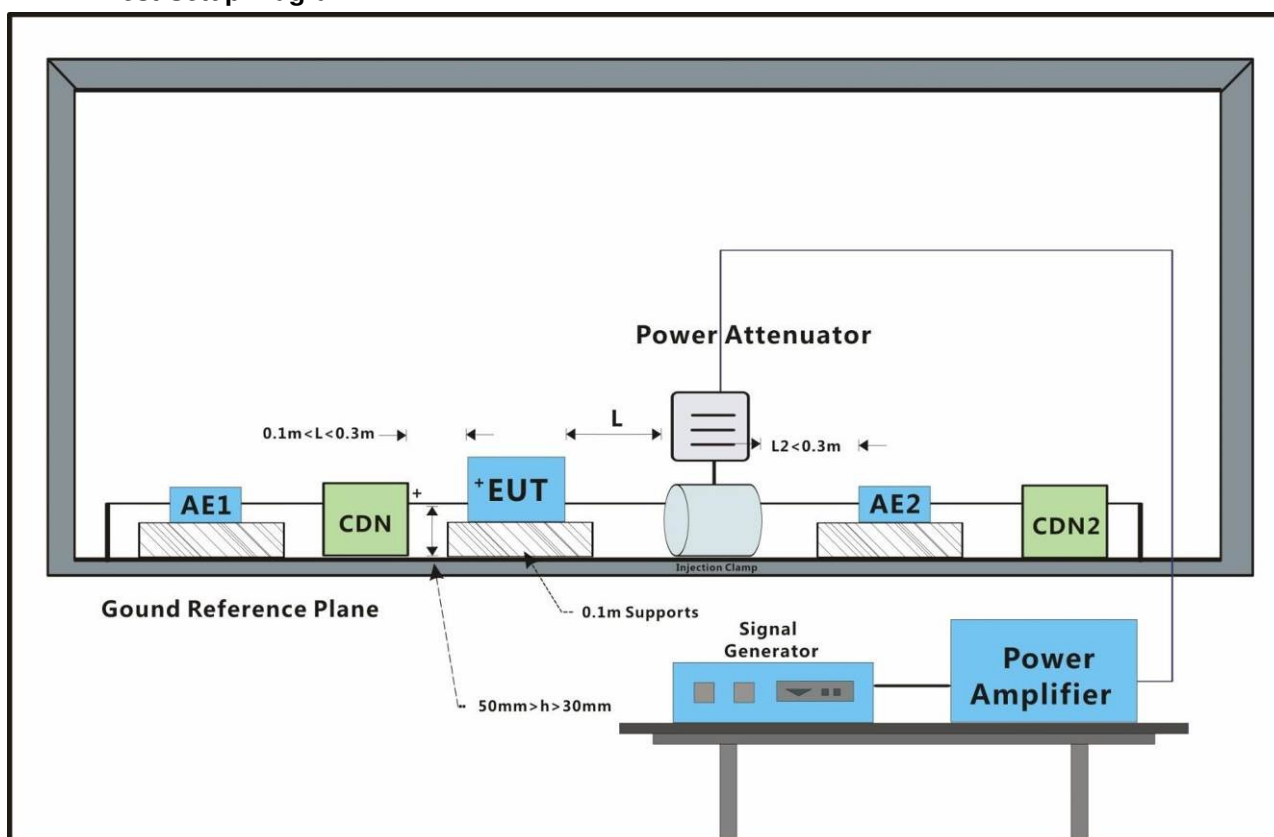 Power Attenuator
0.1m<L<0.3m
L
L2<0.3m
AE1
+
CDN
+EUT
AE2
CDN2
Injection Clamp
Gound Reference Plane
0.1m Supports
50mm>h>30mm
Signal
Generator
Power
Amplifier